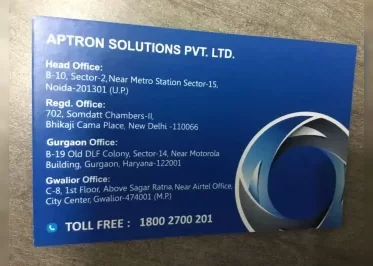 APTRON SOLUTIONS PVT. LTD.
Head Office:
B-10, Sector-2, Near Metro Station Sector-15,
Noida-201301 (U.P.)
Regd. Office:
702, Somdatt Chambers-II,
Bhikaji Cama Place, New Delhi -110066
Gurgaon Office:
B-19 Old DLF Colony, Sector-14, Near Motorola
Building, Gurgaon, Haryana-122001
Gwalior Office:
C-8, 1st Floor, Above Sagar Ratna, Near Airtel Office,
City Center, Gwalior-474001 (M.P.)
TOLL FREE : 1800 2700 201